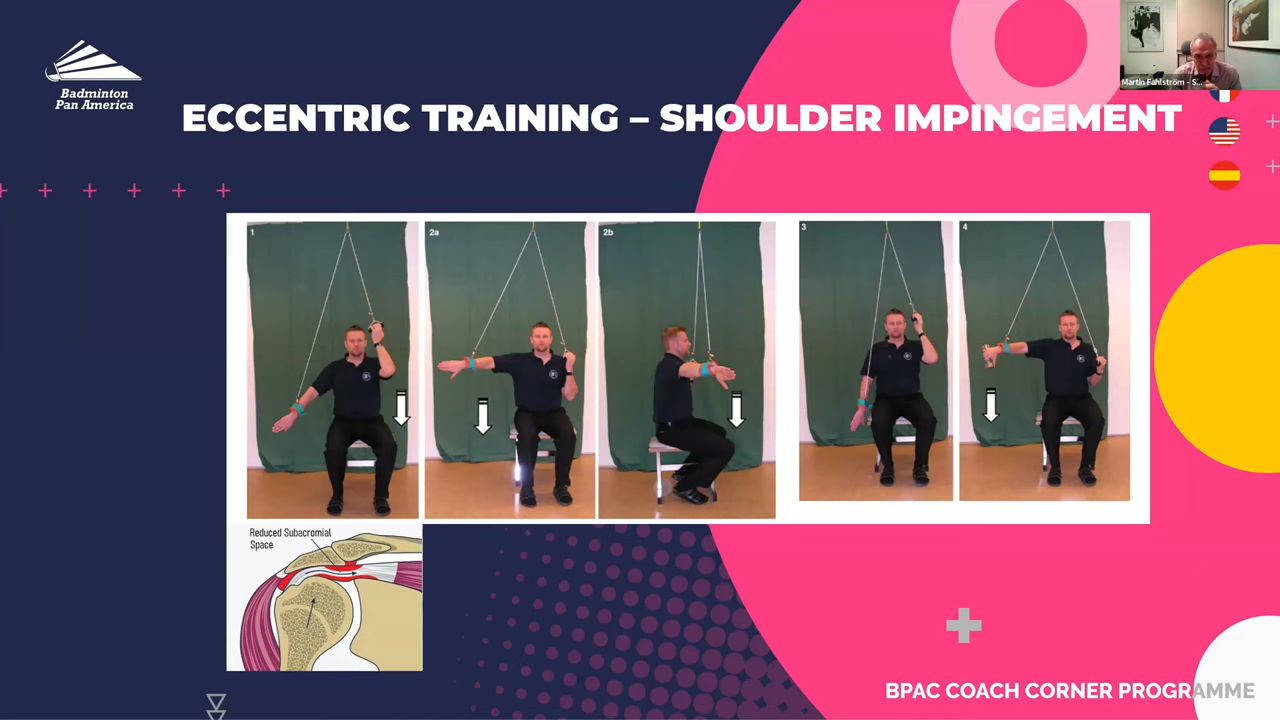 Badminton
Pan America
Martin Fahlström - S...
ECCENTRIC TRAINING – SHOULDER IMPINGEMENT
1
2a
2b
3
4
Reduced Subacromial
Space
BPAC COACH CORNER PROGRAMME